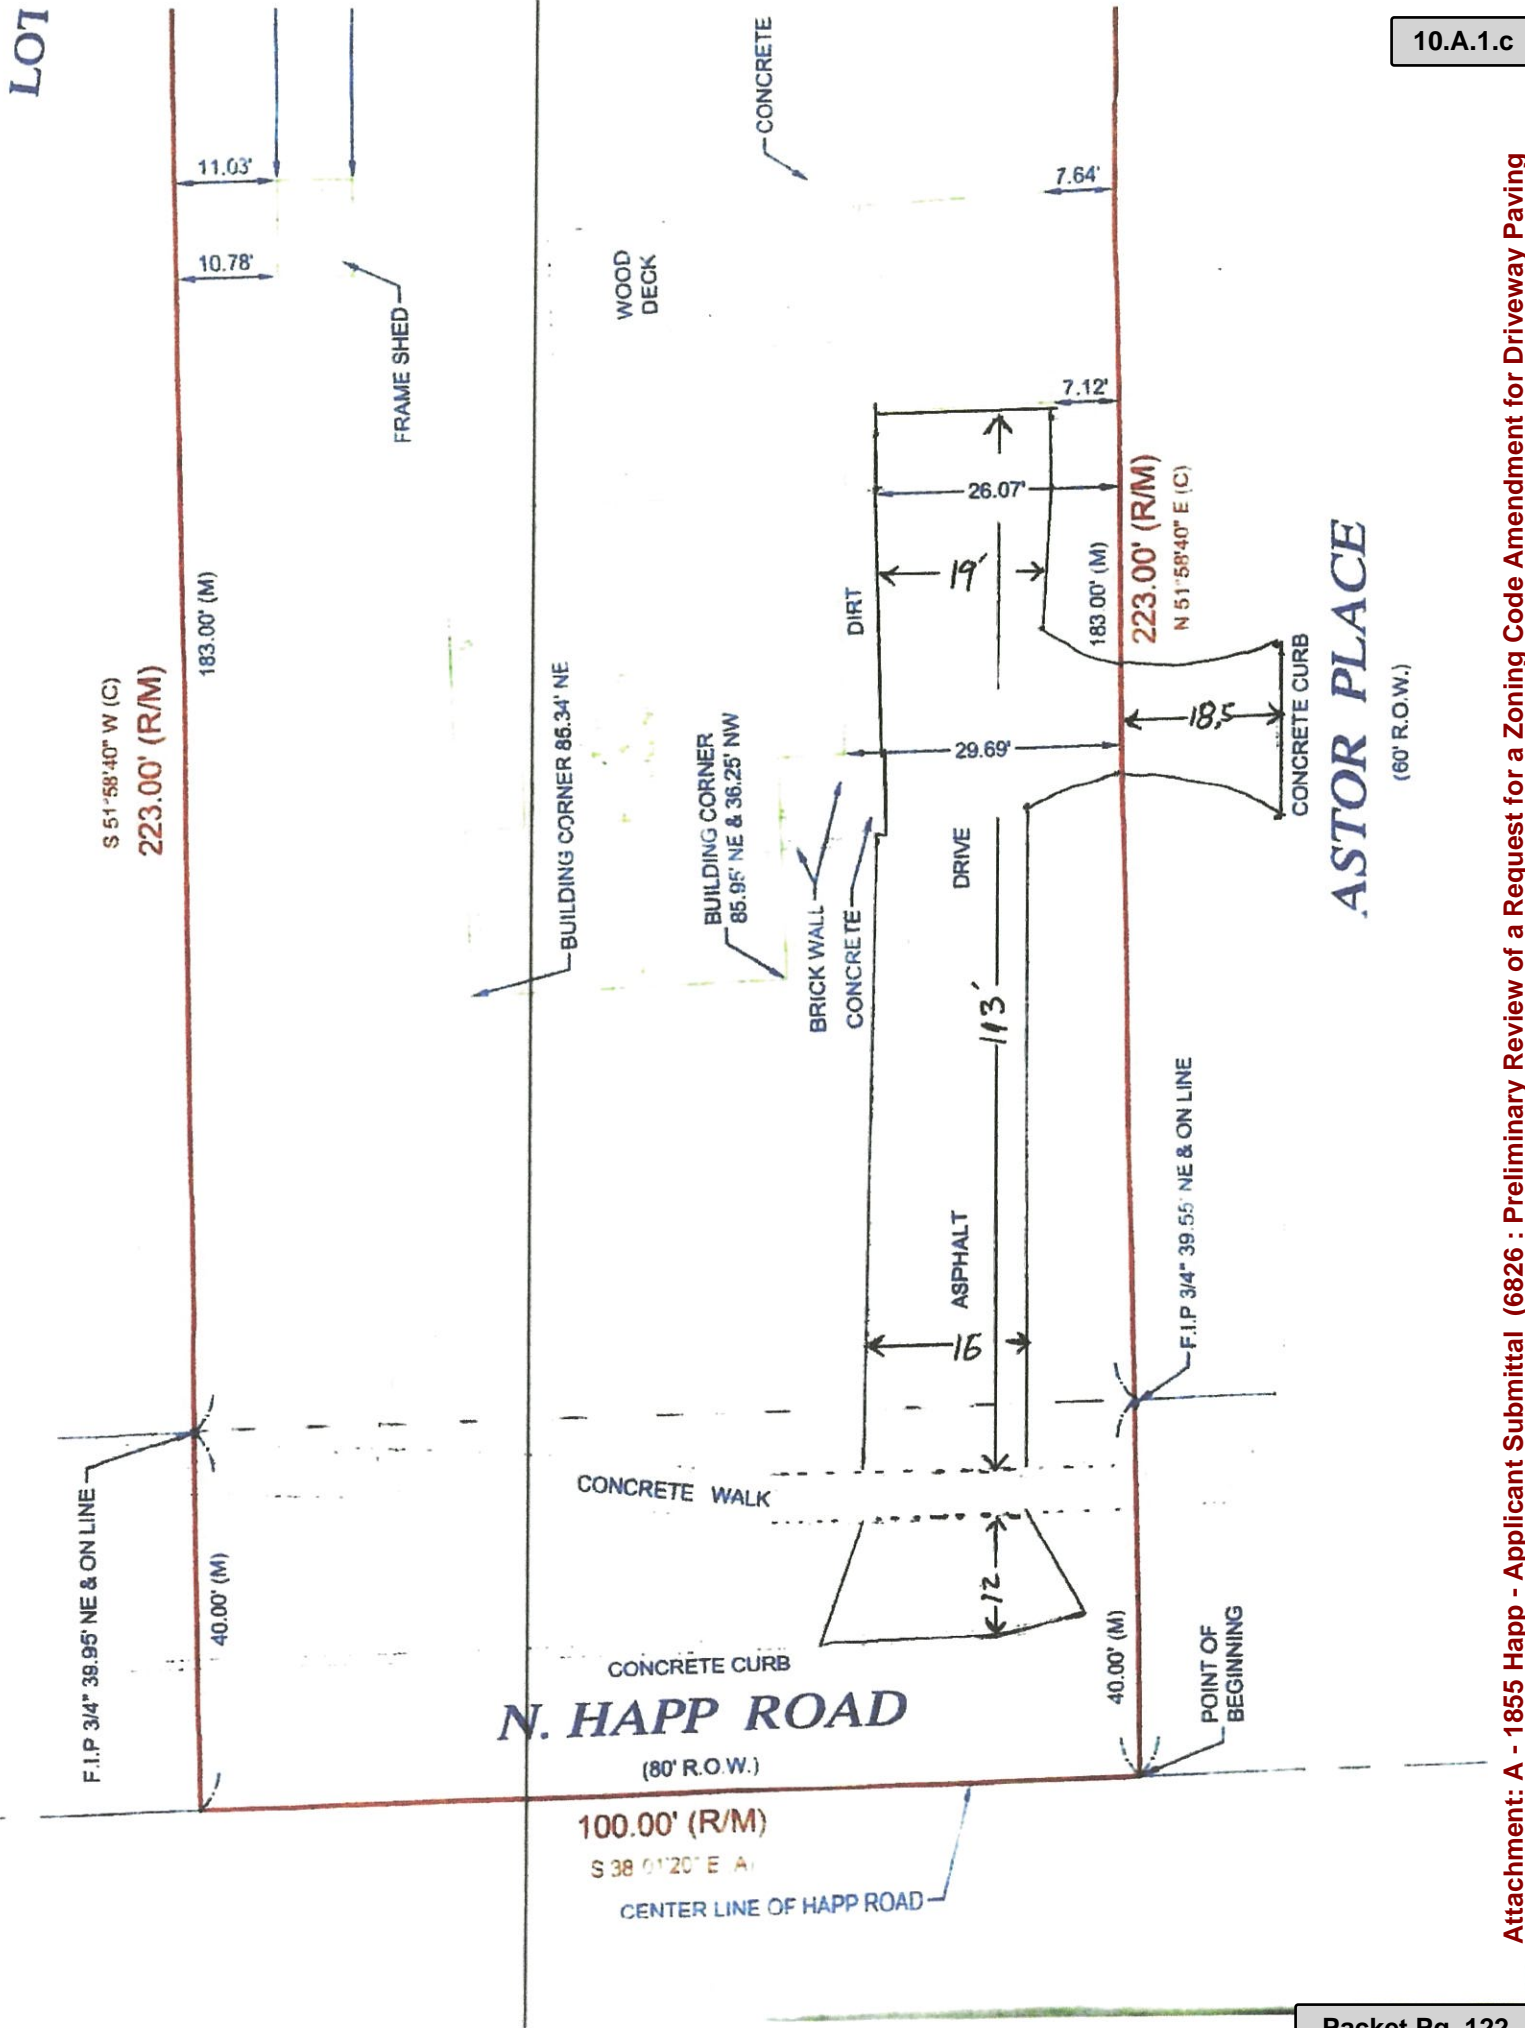 10.A.1.c
LOT
CONCRETE
11.03'
7.64'
10.78'
WOOD
DECK
FRAME SHED
7.12'
26.07'
223.00' (R/M)
N 51°58'40" E (C)
19'
183.00' (M)
183.00' (M)
DIRT
S 51°58'40" W (C)
223.00' (R/M)
BUILDING CORNER 85.34' NE
BUILDING CORNER
85.95' NE & 36.25' NW
29.69'
18,5
CONCRETE CURB
ASTOR PLACE
(60' R.O.W.)
BRICK WALL
CONCRETE
DRIVE
113'
ASPHALT
16
F.I.P 3/4" 39.55' NE & ON LINE
F.I.P 3/4" 39.95' NE & ON LINE
CONCRETE WALK
12
40.00' (M)
40.00' (M)
CONCRETE CURB
N. HAPP ROAD
(80' R.O.W.)
POINT OF
BEGINNING
100.00' (R/M)
S 38 01'20" E
CENTER LINE OF HAPP ROAD
Attachment: A - 1855 Happ - Applicant Submittal (6826 : Preliminary Review of a Request for a Zoning Code Amendment for Driveway Paving
Packet Pg. 122